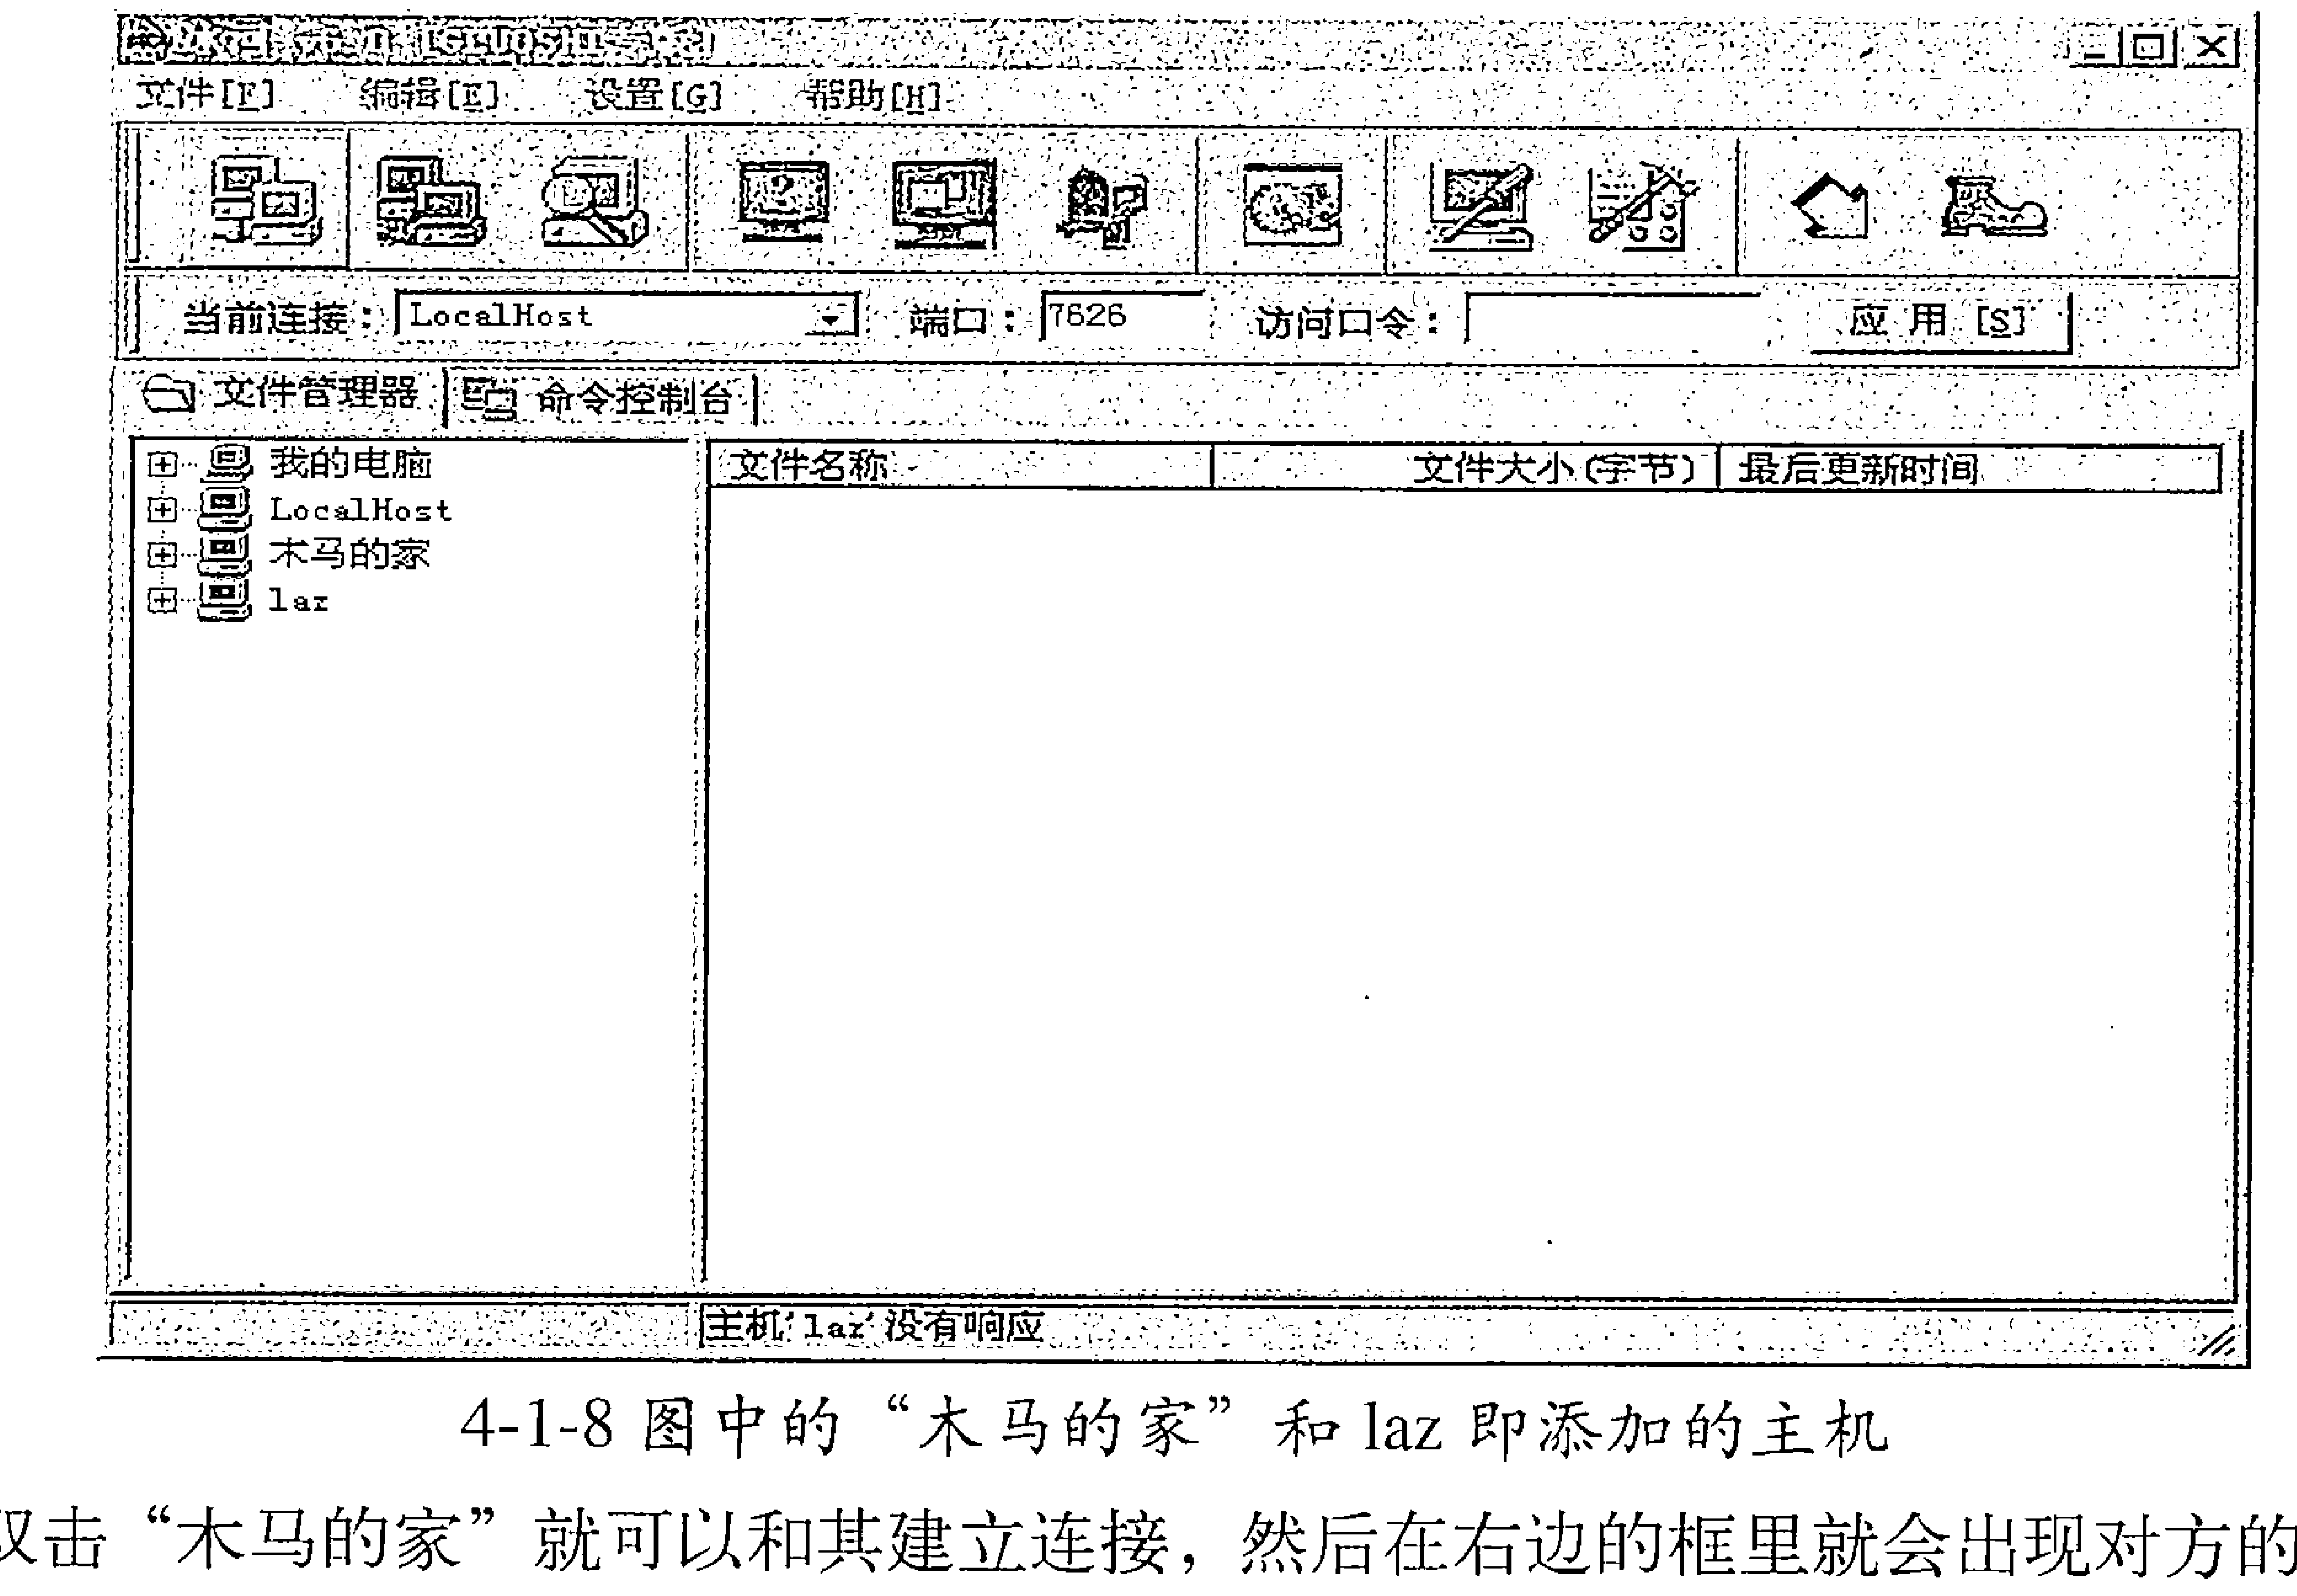 文件[F] 编辑[E] 设置[G] 帮助[H]
当前连接： LocalHost 端口： 7626 访问口令： 应 用 [S]
文件管理器 命令控制台
我的电脑
LocalHost
木马的家
laz
文件名称 文件大小(字节) 最后更新时间
主机'laz'没有响应
4-1-8 图中的“木马的家”和 laz 即添加的主机
双击“木马的家”就可以和其建立连接，然后在右边的框里就会出现对方的